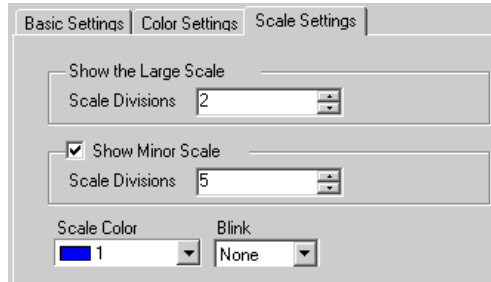 Basic Settings Color Settings Scale Settings
Show the Large Scale
Scale Divisions 2
Show Minor Scale
Scale Divisions 5
Scale Color Blink
1 None